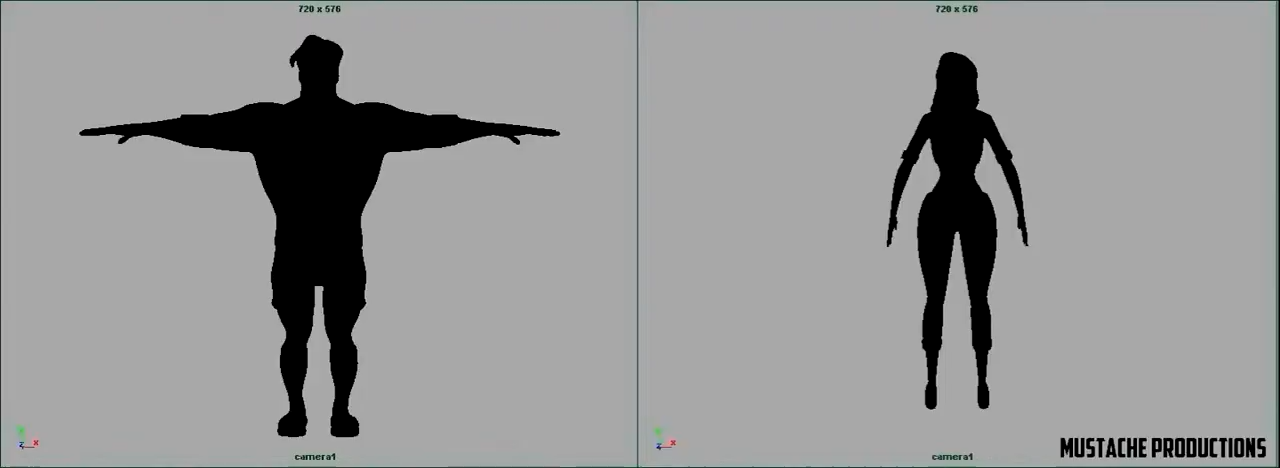 720 x 576
720 x 576
Y
Z X
Y
Z X
camera1
camera1
MUSTACHE PRODUCTIONS